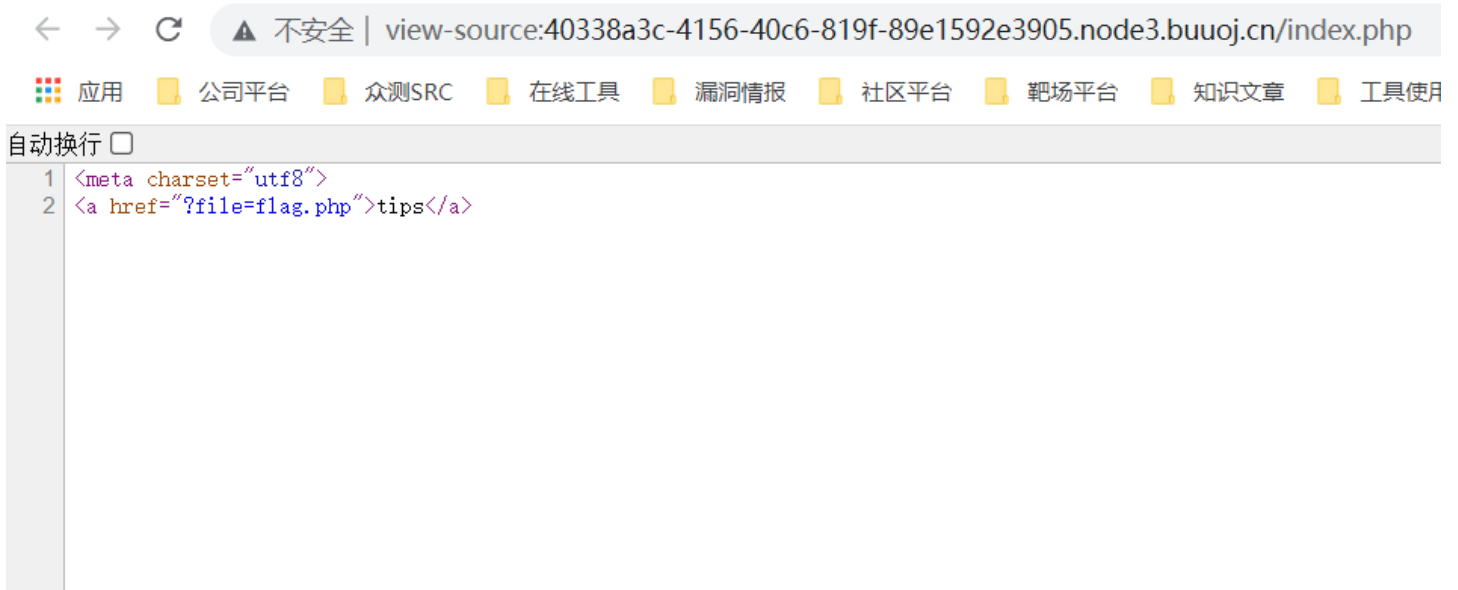 不安全 | view-source:40338a3c-4156-40c6-819f-89e1592e3905.node3.buuoj.cn/index.php
应用 公司平台 众测SRC 在线工具 漏洞情报 社区平台 靶场平台 知识文章 工具使用
自动换行
1 <meta charset="utf8">
2 <a href="?file=flag.php">tips</a>